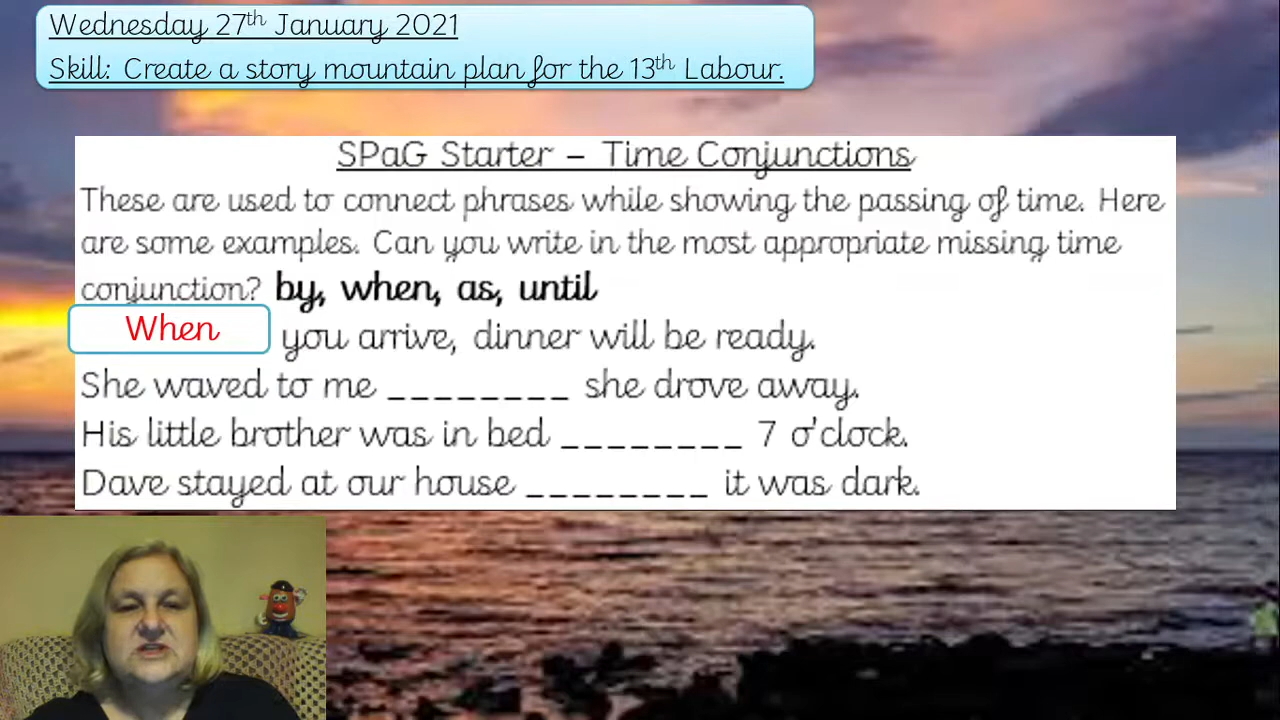 Wednesday 27th January 2021
Skill: Create a story mountain plan for the 13th Labour.
SPaG Starter – Time Conjunctions
These are used to connect phrases while showing the passing of time. Here
are some examples. Can you write in the most appropriate missing time
conjunction? by, when, as, until
When you arrive, dinner will be ready.
She waved to me ________ she drove away.
His little brother was in bed ________ 7 o'clock.
Dave stayed at our house ________ it was dark.